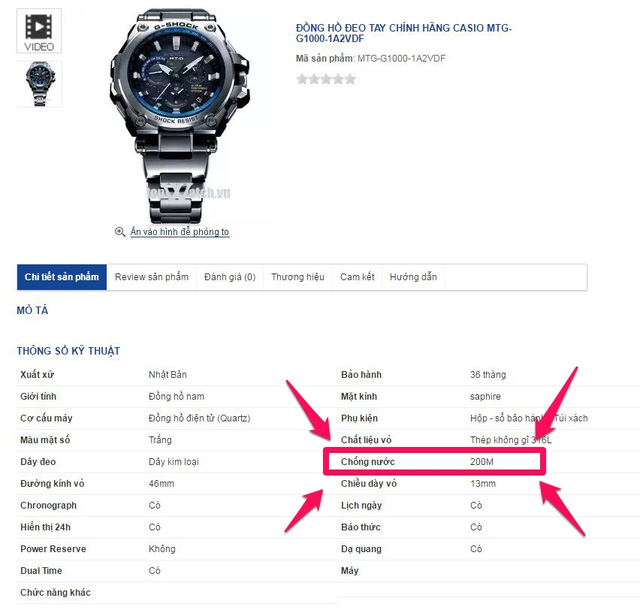 VIDEO
G-SHOCK
MT-G
SHOCK RESIST
Ấn vào hình để phóng to
ĐỒNG HỒ ĐEO TAY CHÍNH HÃNG CASIO MTG-
G1000-1A2VDF
Mã sản phẩm: MTG-G1000-1A2VDF
Chi tiết sản phẩm Review sản phẩm Đánh giá (0) Thương hiệu Cam kết Hướng dẫn
MÔ TẢ
THÔNG SỐ KỸ THUẬT
Xuất xứ Nhật Bản Bảo hành 36 tháng
Giới tính Đồng hồ nam Mặt kính saphire
Cơ cấu máy Đồng hồ điện tử (Quartz) Phụ kiện Hộp - sổ bảo hành Túi xách
Màu mặt số Trắng Chất liệu vỏ Thép không gỉ 316L
Dây đeo Dây kim loại Chống nước 200M
Đường kính vỏ 46mm Chiều dày vỏ 13mm
Chronograph Có Lịch ngày Có
Hiển thị 24h Có Báo thức Có
Power Reserve Không Dạ quang Có
Dual Time Có Máy
Chức năng khác